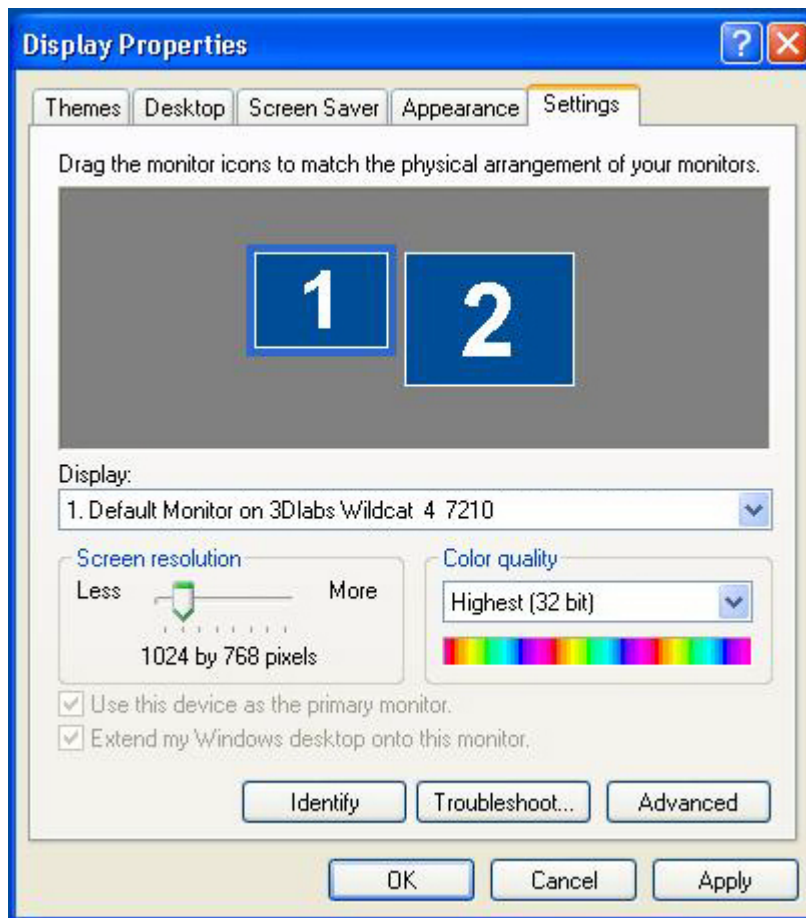 Display Properties
Themes Desktop Screen Saver Appearance Settings
Drag the monitor icons to match the physical arrangement of your monitors.
1 2
Display:
1. Default Monitor on 3Dlabs Wildcat 4 7210
Screen resolution
Less More
1024 by 768 pixels
Color quality
Highest (32 bit)
Use this device as the primary monitor.
Extend my Windows desktop onto this monitor.
Identify Troubleshoot... Advanced
OK Cancel Apply